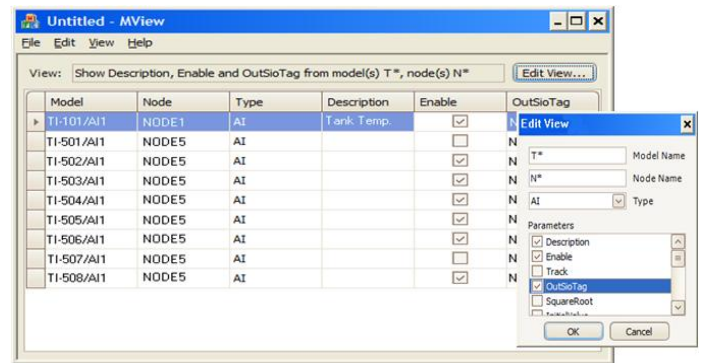 Untitled - MView
File Edit View Help
View: Show Description, Enable and OutSioTag from model(s) T*, node(s) N* Edit View...
Model Node Type Description Enable OutSioTag
TI-101/AI1 NODE1 AI Tank Temp. N
TI-501/AI1 NODE5 AI N
TI-502/AI1 NODE5 AI N
TI-503/AI1 NODE5 AI N
TI-504/AI1 NODE5 AI N
TI-505/AI1 NODE5 AI N
TI-506/AI1 NODE5 AI N
TI-507/AI1 NODE5 AI N
TI-508/AI1 NODE5 AI N
Edit View
T* Model Name
N* Node Name
AI Type
Parameters
Description
Enable
Track
OutSioTag
SquareRoot
InitialValue
OK Cancel